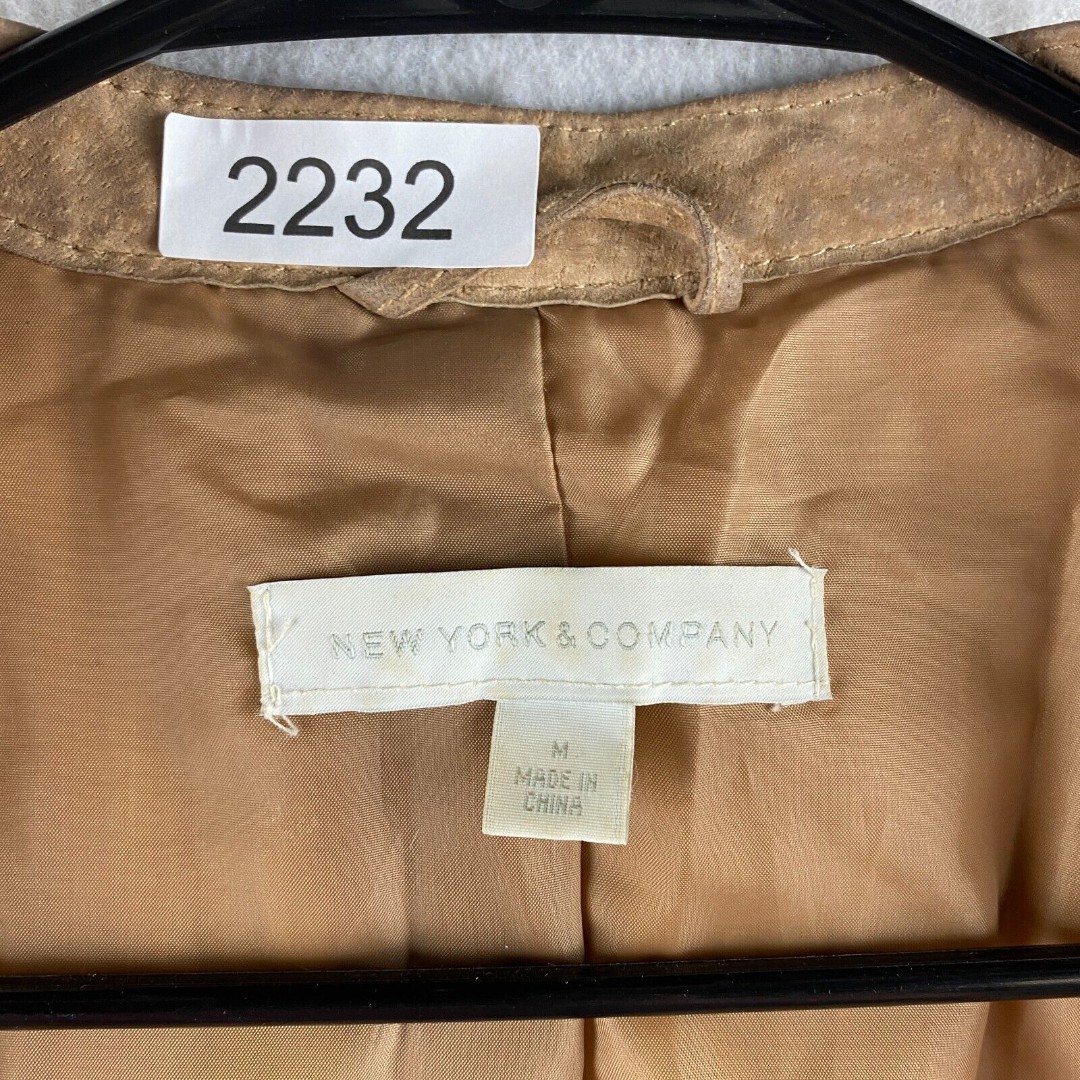 2232
NEW YORK & COMPANY
M
MADE IN
CHINA